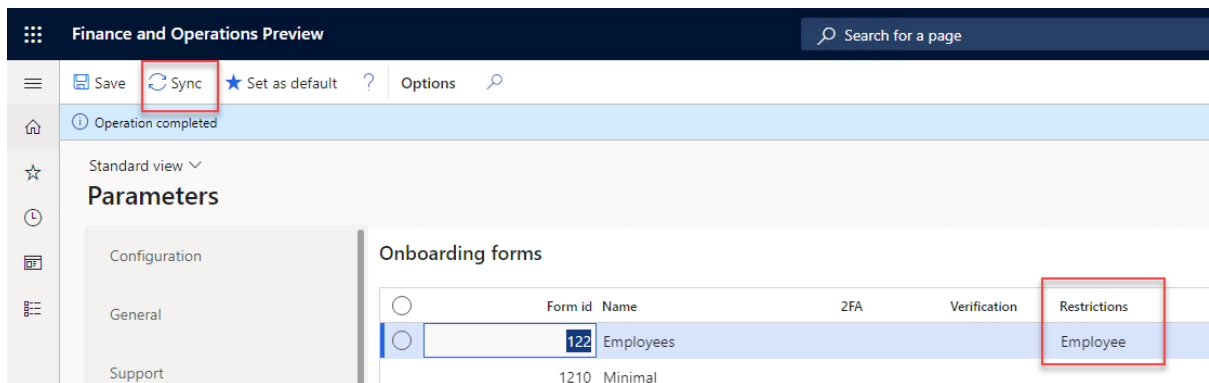 Finance and Operations Preview
Search for a page
Save Sync Set as default ? Options
Operation completed
Standard view
Parameters
Configuration
General
Support
Onboarding forms
Form id Name 2FA Verification Restrictions
122 Employees Employee
1210 Minimal